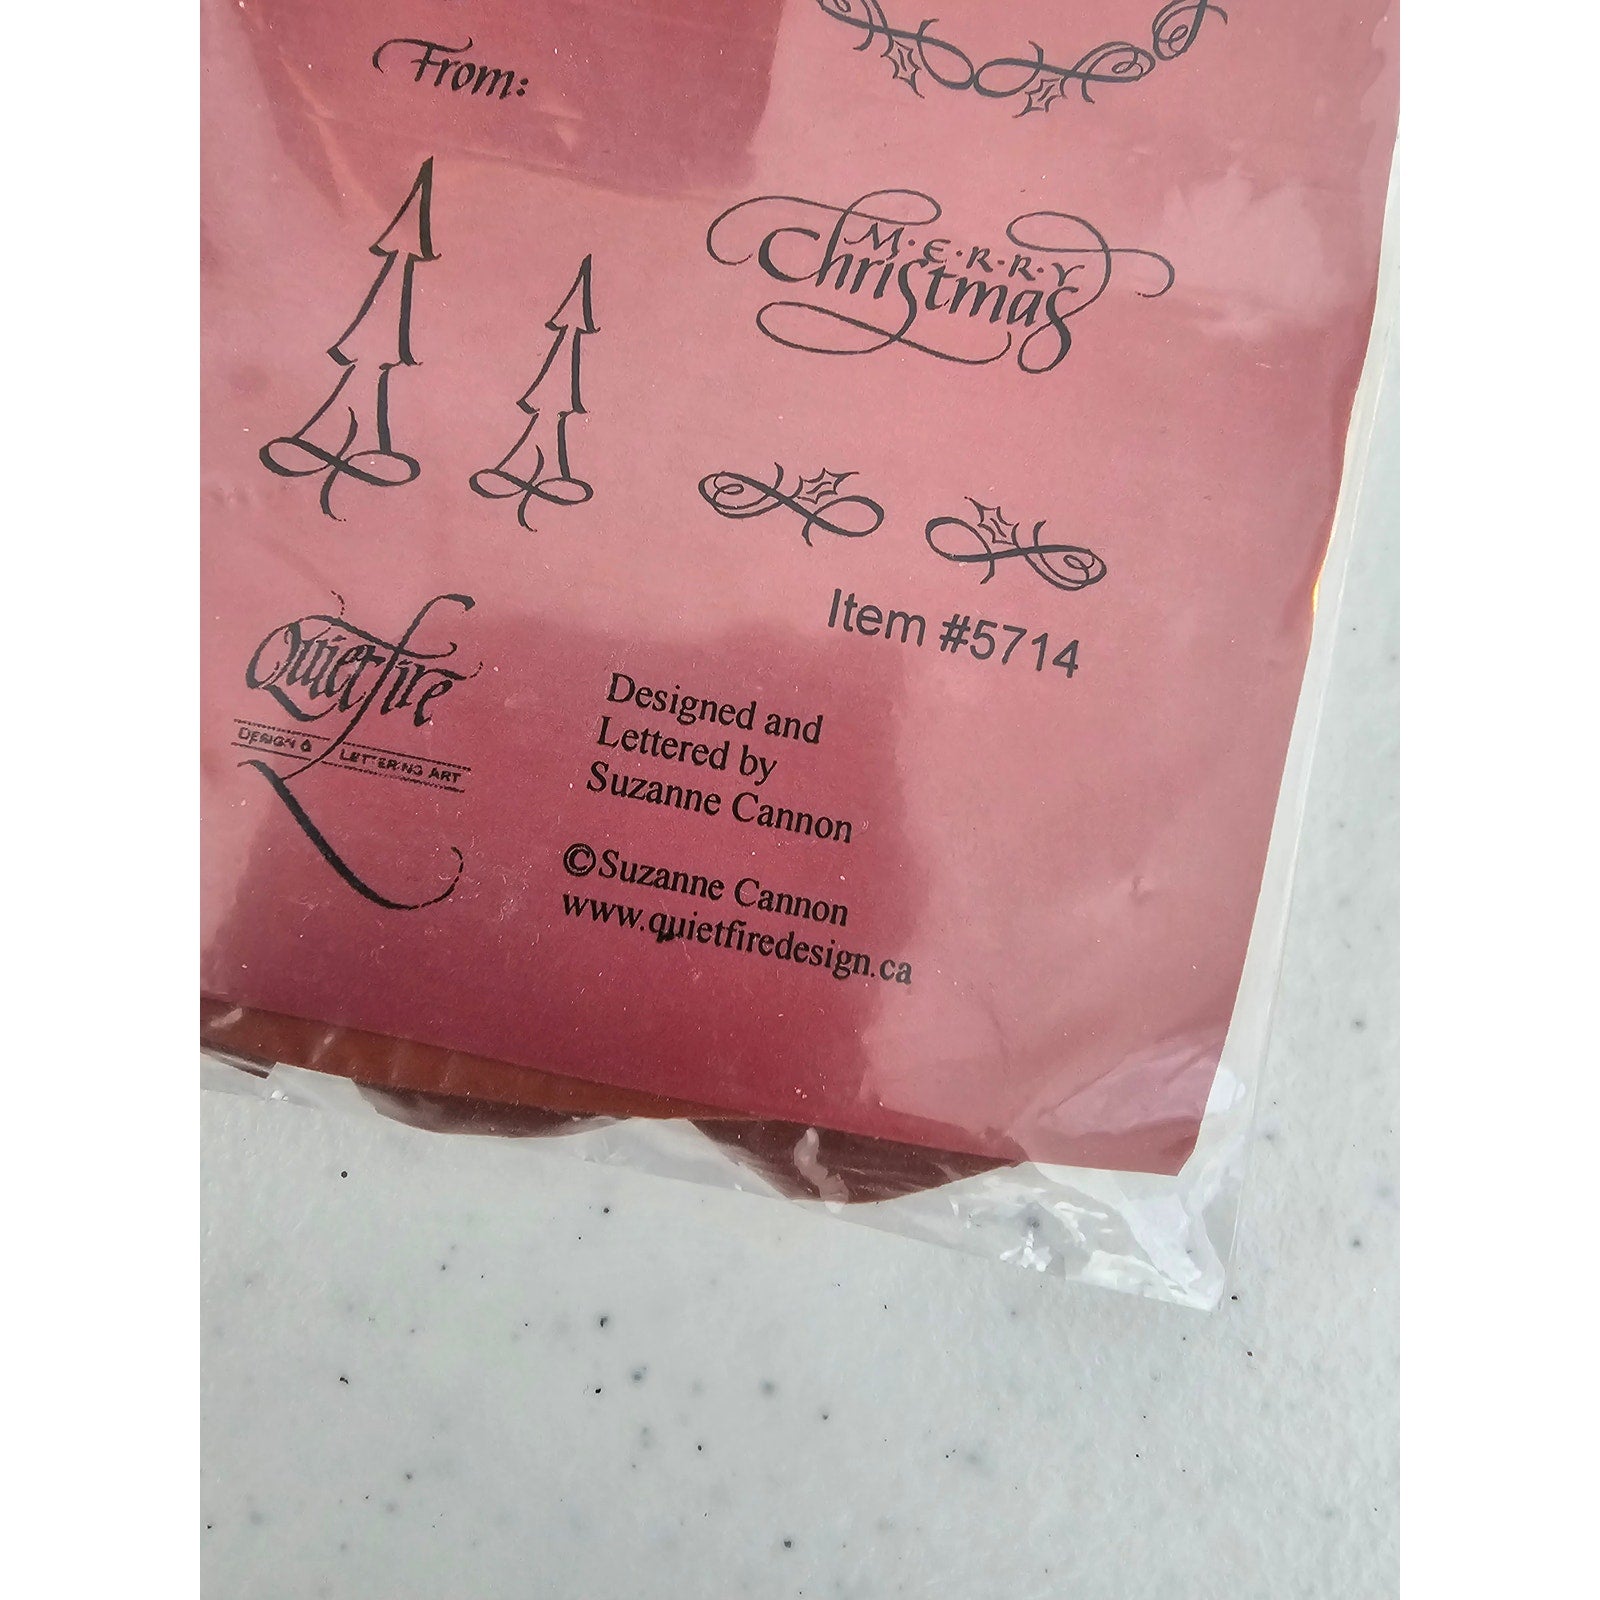 From:
M·E·R·R·Y
Christmas
Item #5714
Quietfire
DESIGN & LETTERING ART
Designed and
Lettered by
Suzanne Cannon
©Suzanne Cannon
www.quietfiredesign.ca